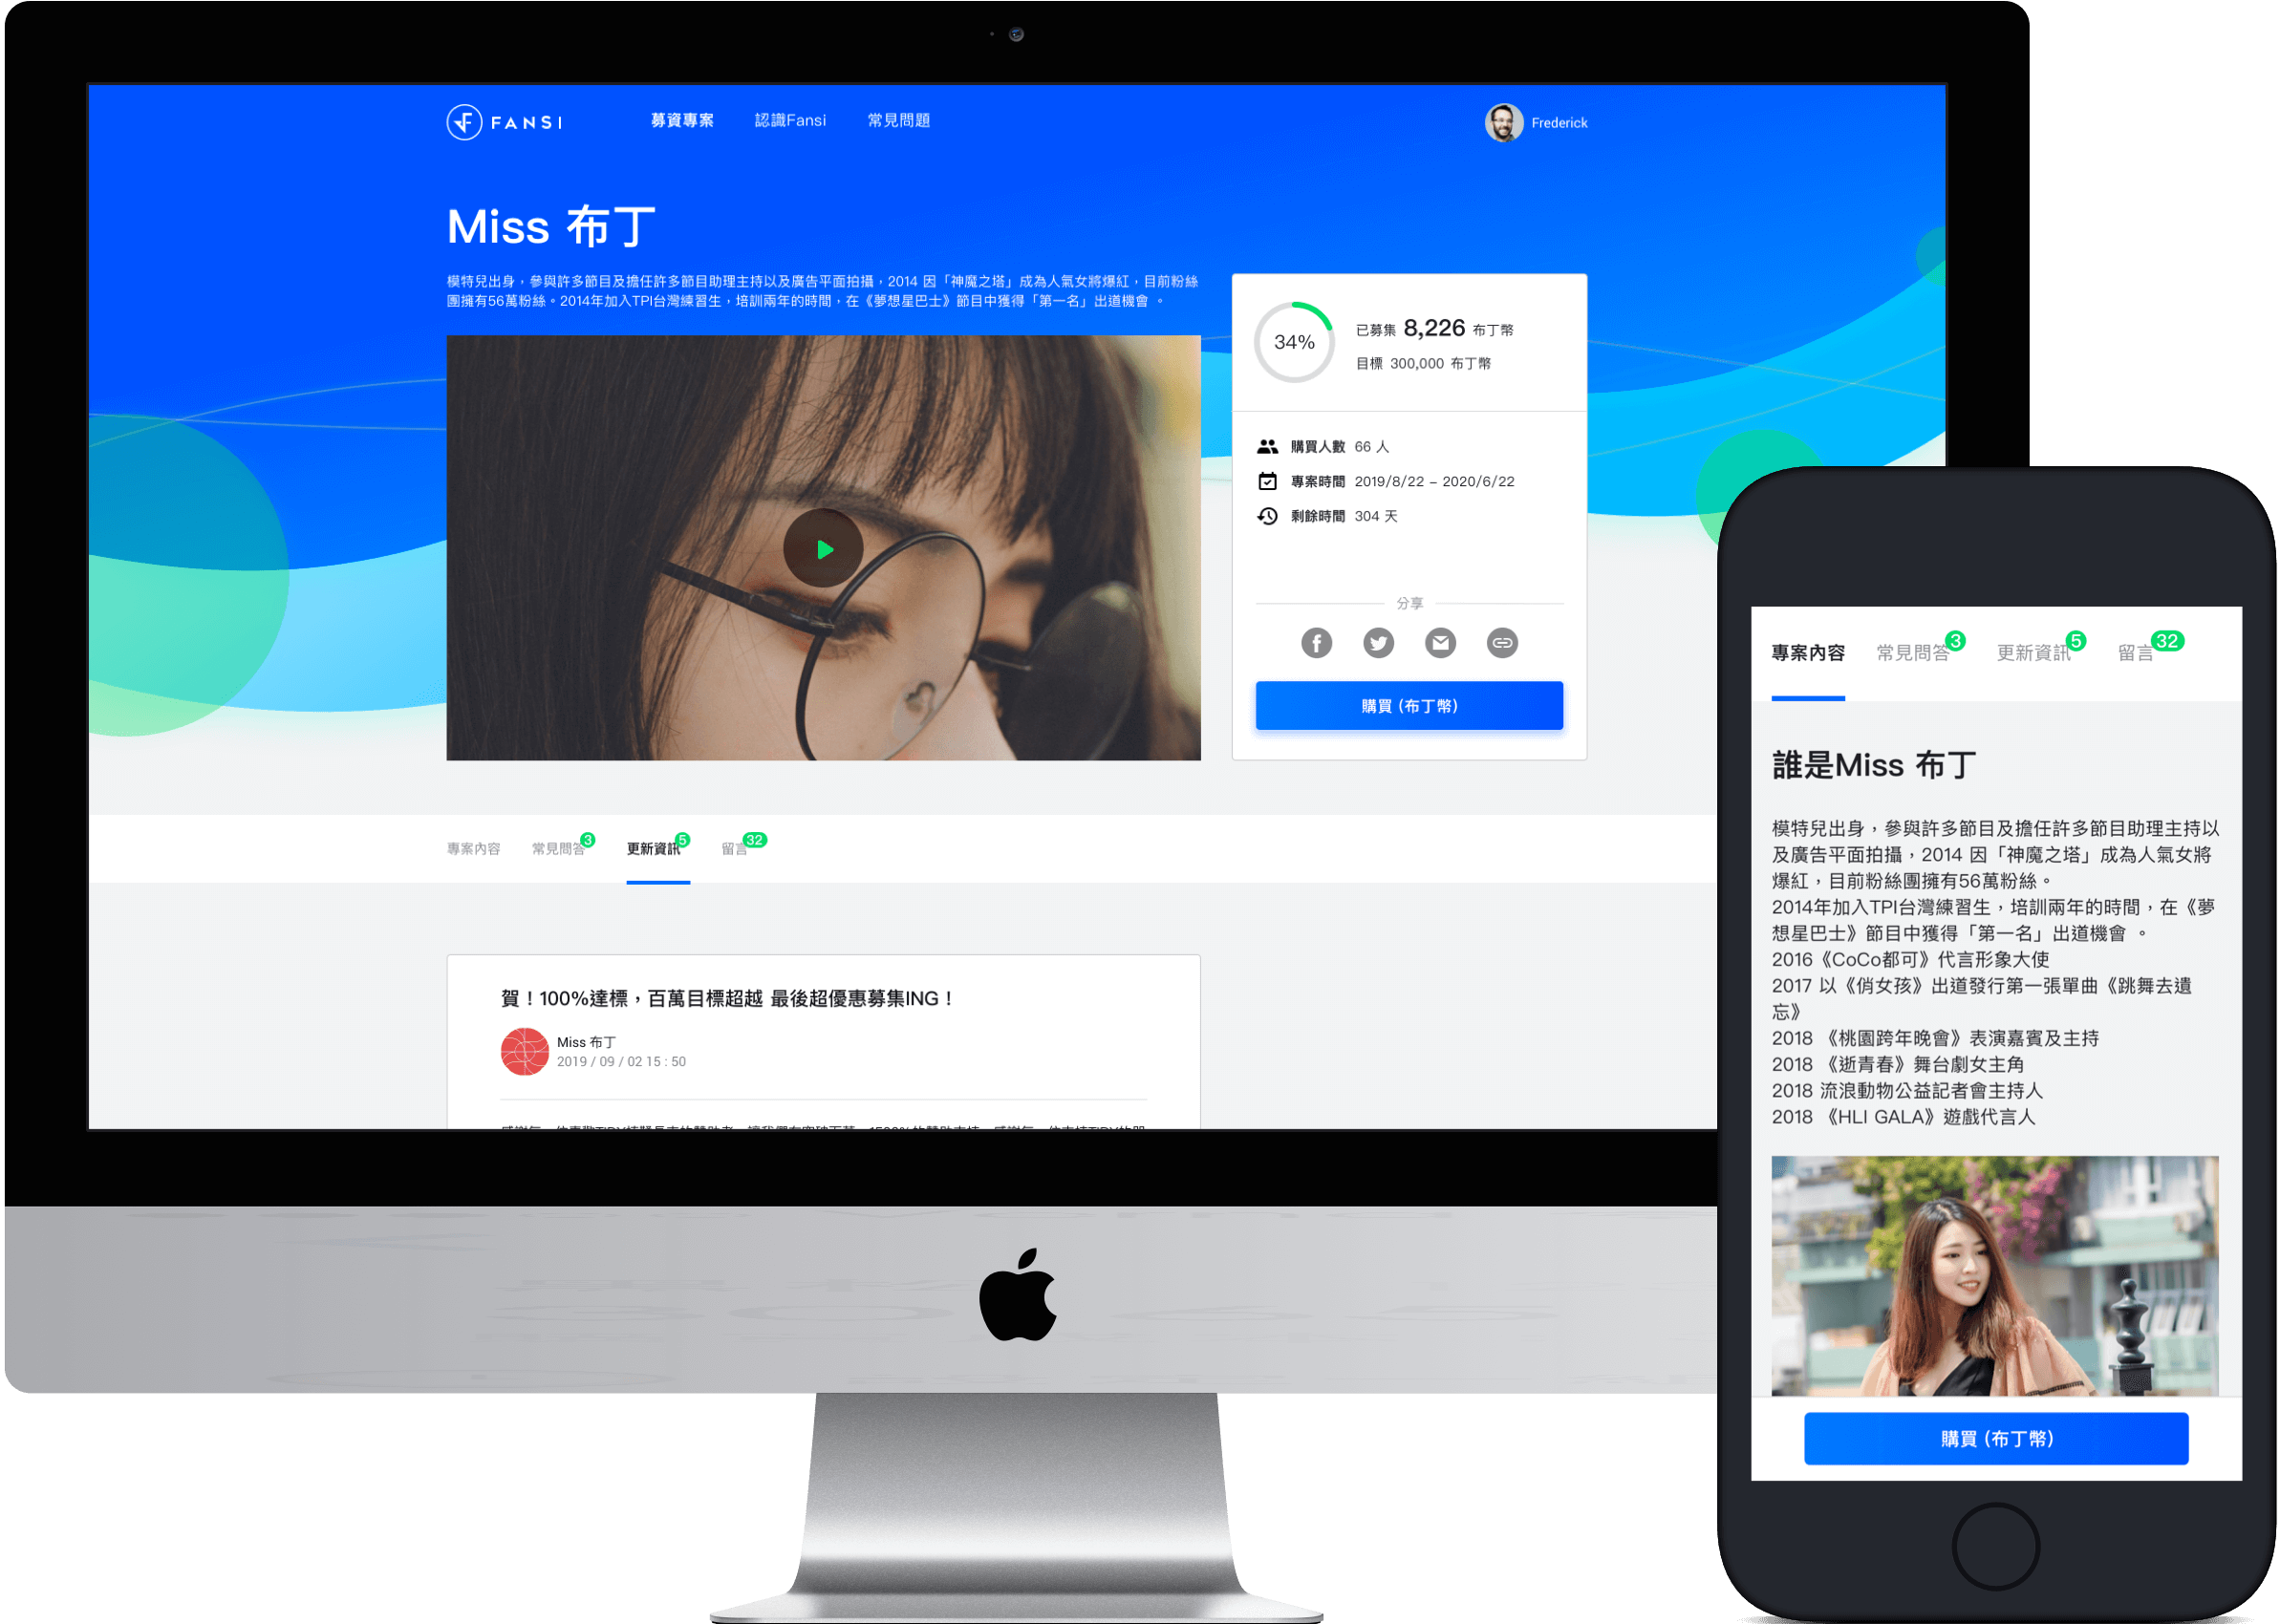 FANSI
募資專案
認識Fansi
常見問題
Frederick
Miss 布丁
模特兒出身，參與許多節目及擔任許多節目助理主持以及廣告平面拍攝，2014 因「神魔之塔」成為人氣女將爆紅，目前粉絲
團擁有56萬粉絲。2014年加入TPI台灣練習生，培訓兩年的時間，在《夢想星巴士》節目中獲得「第一名」出道機會 。
34%
已募集 8,226 布丁幣
目標 300,000 布丁幣
購買人數 66 人
專案時間 2019/8/22 – 2020/6/22
剩餘時間 304 天
分享
購買 (布丁幣)
專案內容
常見問答 3
更新資訊 5
留言 32
賀！100%達標，百萬目標超越 最後超優惠募集ING！
Miss 布丁
2019 / 09 / 02 15 : 50
專案內容
常見問答 3
更新資訊 5
留言 32
誰是Miss 布丁
模特兒出身，參與許多節目及擔任許多節目助理主持以
及廣告平面拍攝，2014 因「神魔之塔」成為人氣女將
爆紅，目前粉絲團擁有56萬粉絲。
2014年加入TPI台灣練習生，培訓兩年的時間，在《夢
想星巴士》節目中獲得「第一名」出道機會 。
2016《CoCo都可》代言形象大使
2017 以《俏女孩》出道發行第一張單曲《跳舞去遺
忘》
2018 《桃園跨年晚會》表演嘉賓及主持
2018 《逝青春》舞台劇女主角
2018 流浪動物公益記者會主持人
2018 《HLI GALA》遊戲代言人
購買 (布丁幣)